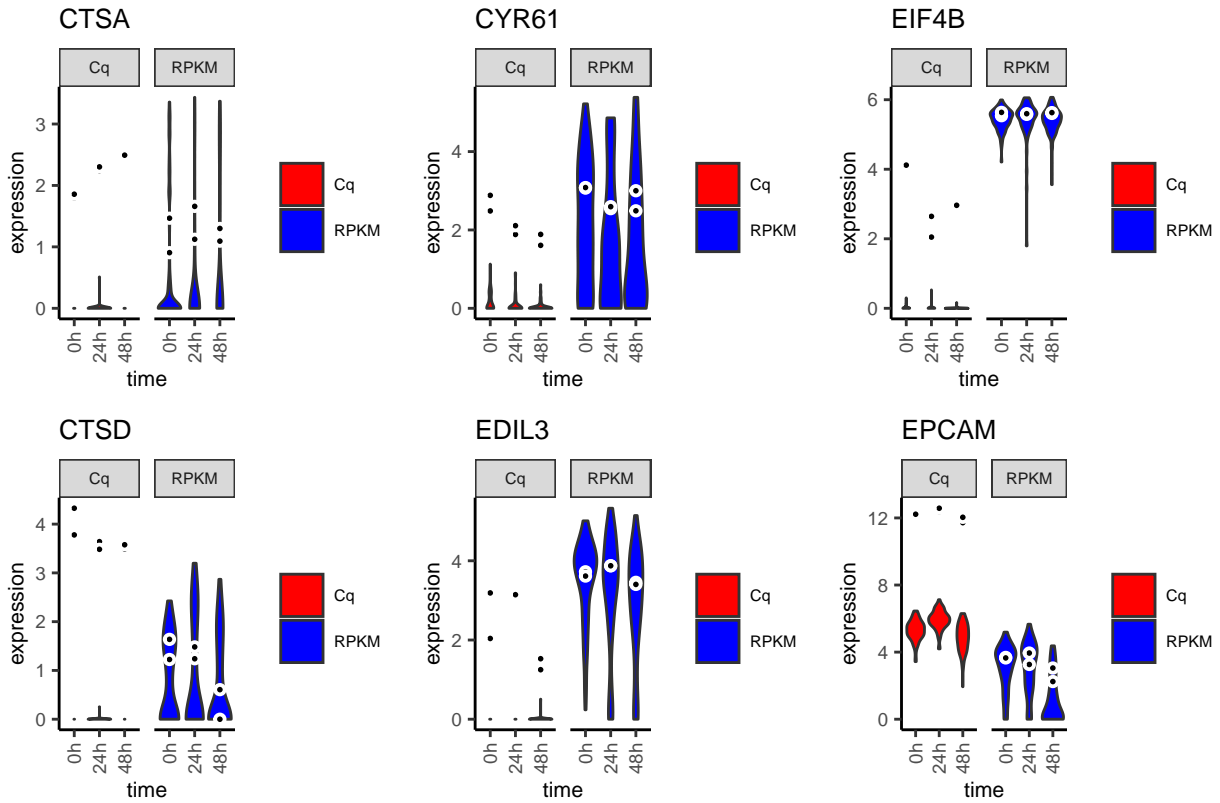 CTSA
Cq RPKM
3
2
1
0
expression
0h 24h 48h 0h 24h 48h
time
Cq
RPKM
CYR61
Cq RPKM
4
2
0
expression
0h 24h 48h 0h 24h 48h
time
Cq
RPKM
EIF4B
Cq RPKM
6
4
2
0
expression
0h 24h 48h 0h 24h 48h
time
Cq
RPKM
CTSD
Cq RPKM
4
3
2
1
0
expression
0h 24h 48h 0h 24h 48h
time
Cq
RPKM
EDIL3
Cq RPKM
4
2
0
expression
0h 24h 48h 0h 24h 48h
time
Cq
RPKM
EPCAM
Cq RPKM
12
8
4
0
expression
0h 24h 48h 0h 24h 48h
time
Cq
RPKM